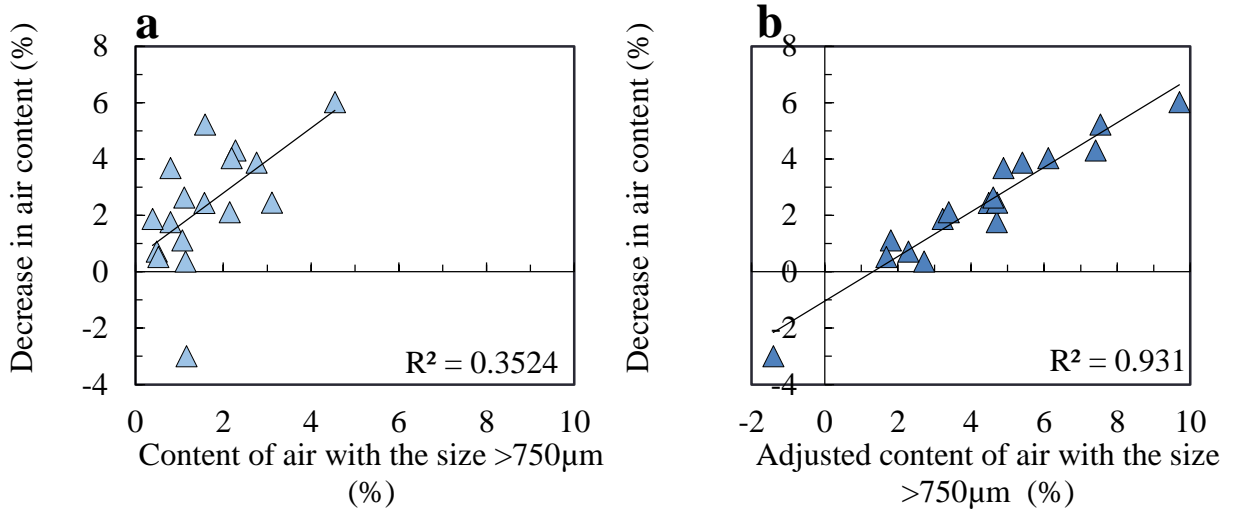 a
Decrease in air content (%)
8
6
4
2
0
-2
-4
0 2 4 6 8 10
R² = 0.3524
Content of air with the size >750μm
(%)
b
Decrease in air content (%)
8
6
4
2
0
-2
-4
-2 0 2 4 6 8 10
R² = 0.931
Adjusted content of air with the size
>750μm (%)